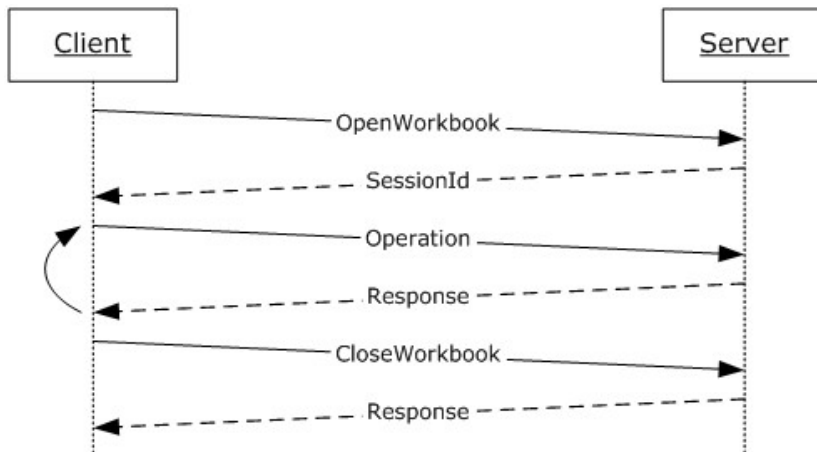 Client
Server
OpenWorkbook
SessionId
Operation
Response
CloseWorkbook
Response